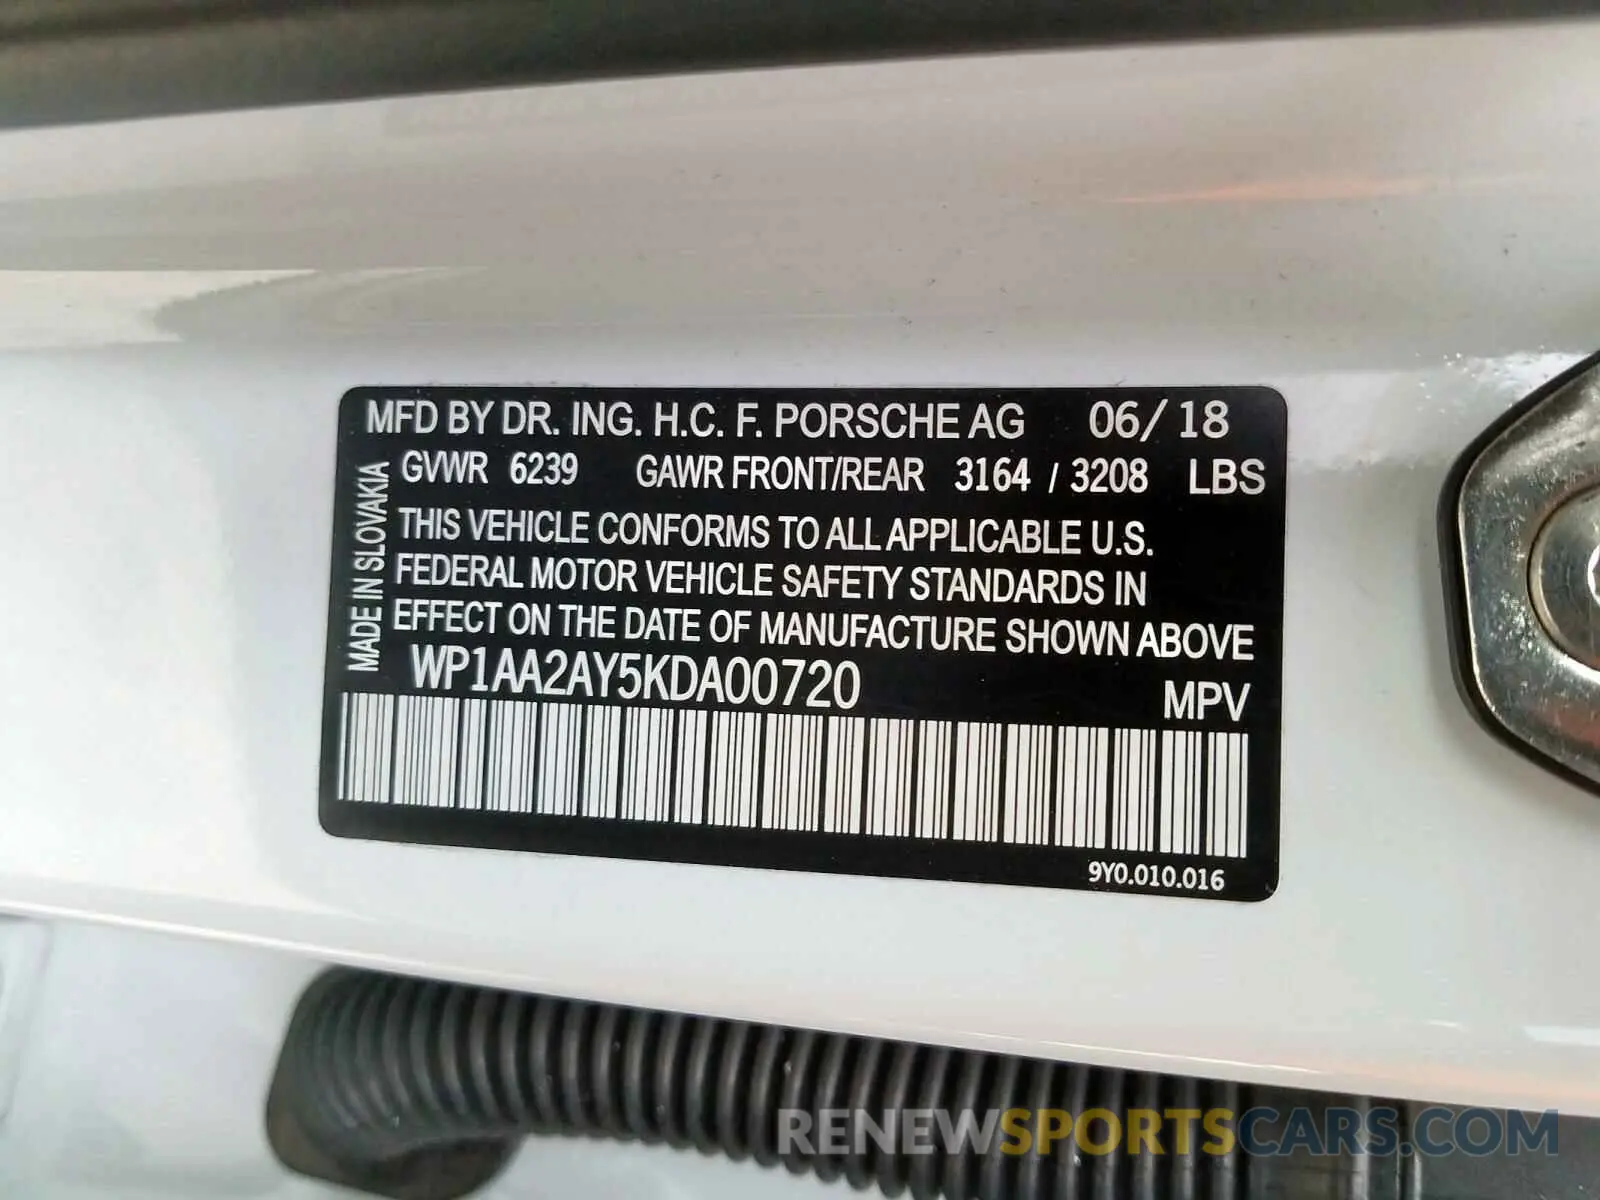 MFD BY DR. ING. H.C. F. PORSCHE AG 06/18
GVWR 6239 GAWR FRONT/REAR 3164 / 3208 LBS
MADE IN SLOVAKIA
THIS VEHICLE CONFORMS TO ALL APPLICABLE U.S.
FEDERAL MOTOR VEHICLE SAFETY STANDARDS IN
EFFECT ON THE DATE OF MANUFACTURE SHOWN ABOVE
WP1AA2AY5KDA00720 MPV
9Y0.010.016
RENEWSPORTSCARS.COM